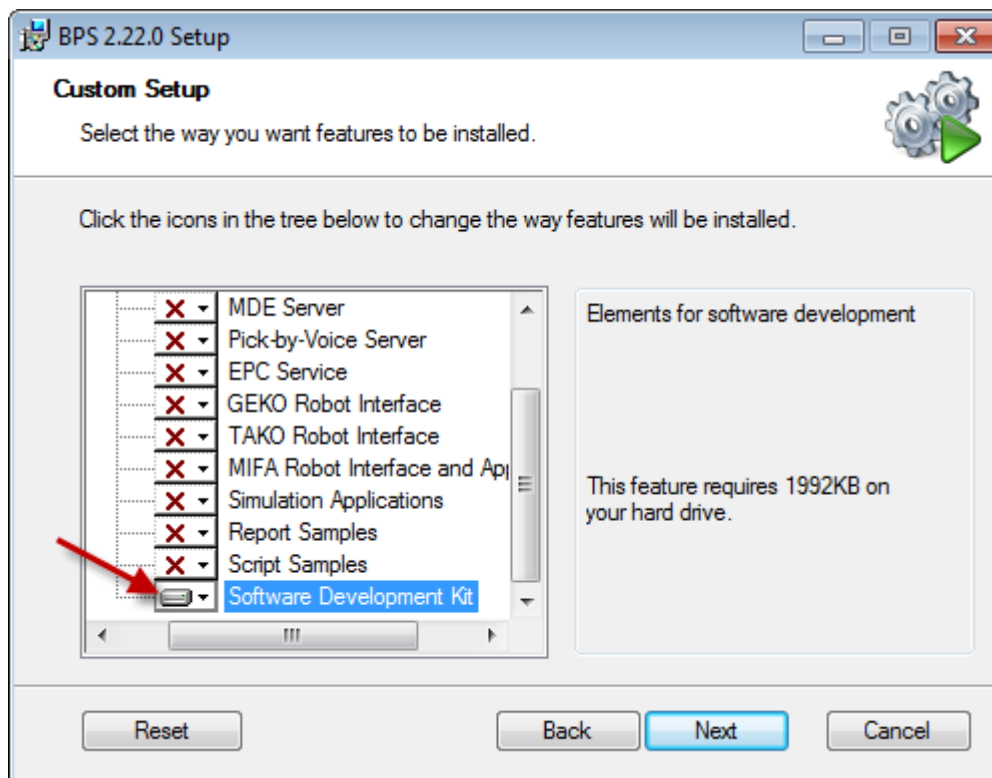 BPS 2.22.0 Setup
Custom Setup
Select the way you want features to be installed.
Click the icons in the tree below to change the way features will be installed.
MDE Server
Pick-by-Voice Server
EPC Service
GEKO Robot Interface
TAKO Robot Interface
MIFA Robot Interface and Ap
Simulation Applications
Report Samples
Script Samples
Software Development Kit
Elements for software development
This feature requires 1992KB on
your hard drive.
Reset
Back
Next
Cancel